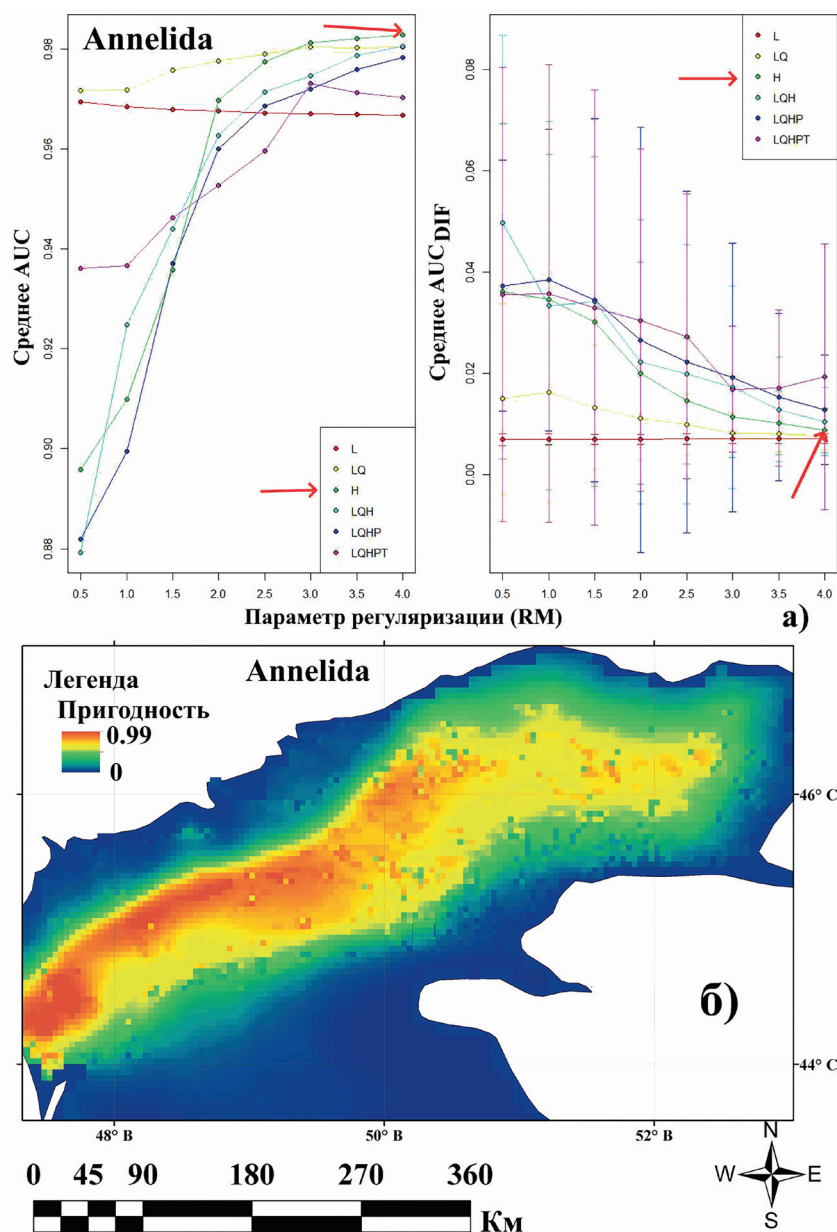 Annelida
Среднее AUC
0.98
0.96
0.94
0.92
0.90
0.88
L
LQ
H
LQH
LQHP
LQHPT
0.5 1.0 1.5 2.0 2.5 3.0 3.5 4.0
Среднее AUC DIF
0.08
0.06
0.04
0.02
0.00
L
LQ
H
LQH
LQHP
LQHPT
0.5 1.0 1.5 2.0 2.5 3.0 3.5 4.0
Параметр регуляризации (RM)
а)
Annelida
Легенда
Пригодность
0.99
0
46° С
44° С
б)
48° В 50° В 52° В
0 45 90 180 270 360
Км
N
W E
S